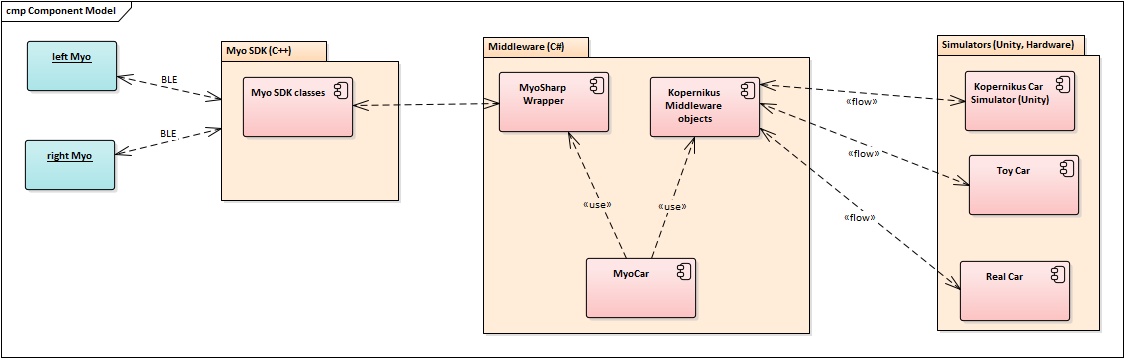 cmp Component Model
left Myo
right Myo
BLE
BLE
Myo SDK (C++)
Myo SDK classes
Middleware (C#)
MyoSharp
Wrapper
Kopernikus
Middleware
objects
«use»
«use»
MyoCar
«flow»
«flow»
«flow»
Simulators (Unity, Hardware)
Kopernikus Car
Simulator (Unity)
Toy Car
Real Car